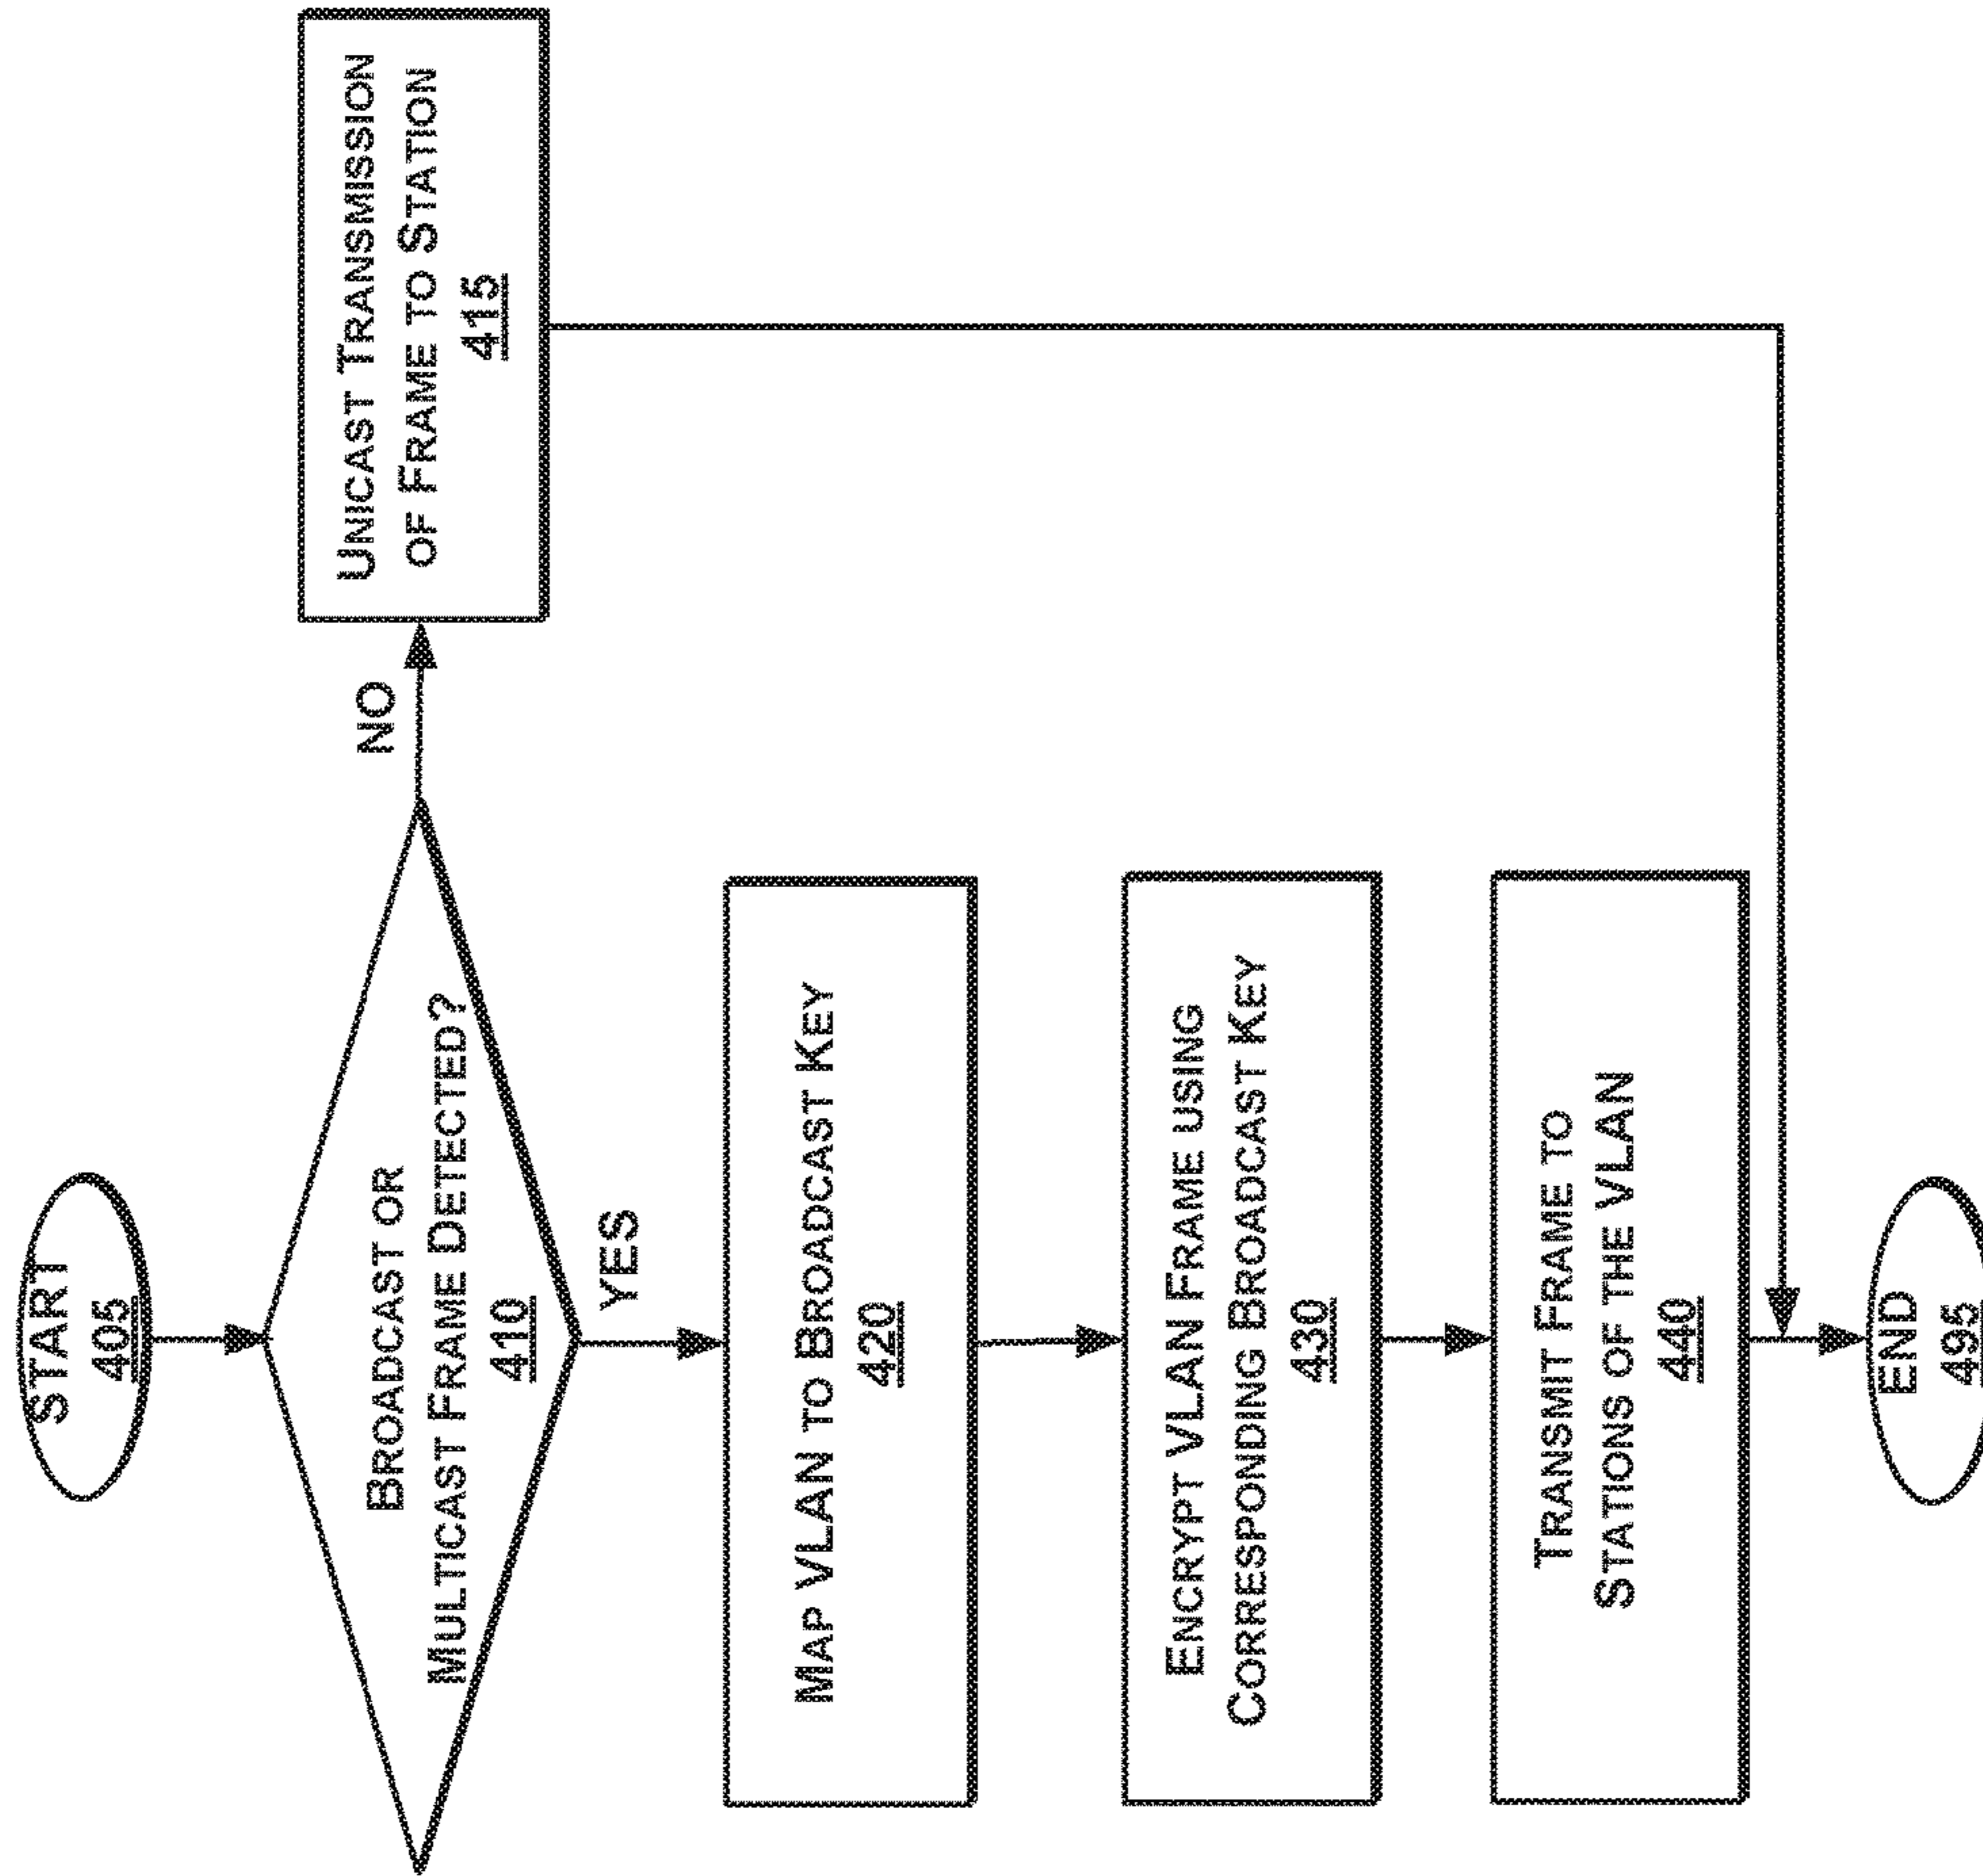 START
405
BROADCAST OR
MULTICAST FRAME DETECTED?
410
NO
UNICAST TRANSMISSION
OF FRAME TO STATION
415
YES
MAP VLAN TO BROADCAST KEY
420
ENCRYPT VLAN FRAME USING
CORRESPONDING BROADCAST KEY
430
TRANSMIT FRAME TO
STATIONS OF THE VLAN
440
END
495